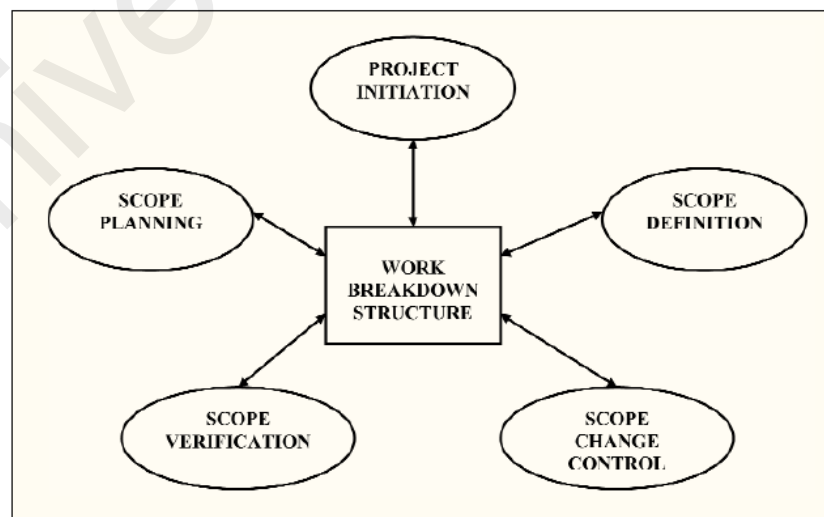 PROJECT
INITIATION
SCOPE
PLANNING
SCOPE
DEFINITION
WORK
BREAKDOWN
STRUCTURE
SCOPE
VERIFICATION
SCOPE
CHANGE
CONTROL